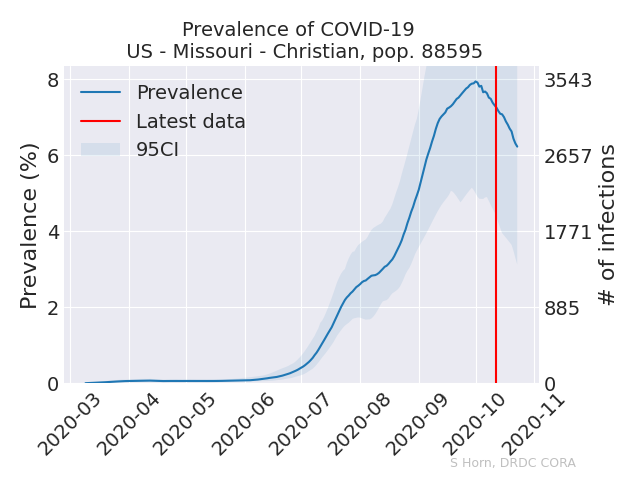 Prevalence of COVID-19
US - Missouri - Christian, pop. 88595
Prevalence
Latest data
95CI
Prevalence (%)
8
6
4
2
0
3543
2657
1771
885
0
# of infections
2020-03
2020-04
2020-05
2020-06
2020-07
2020-08
2020-09
2020-10
2020-11
S Horn, DRDC CORA